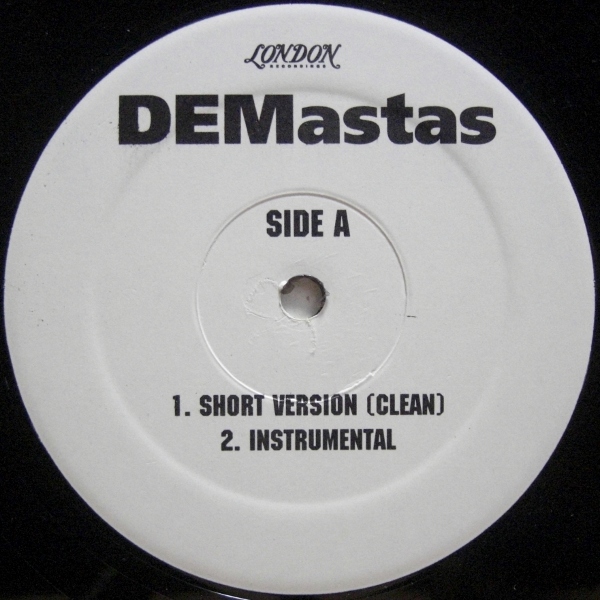 LONDON
RECORDINGS
DEMastas
SIDE A
1. SHORT VERSION (CLEAN)
2. INSTRUMENTAL